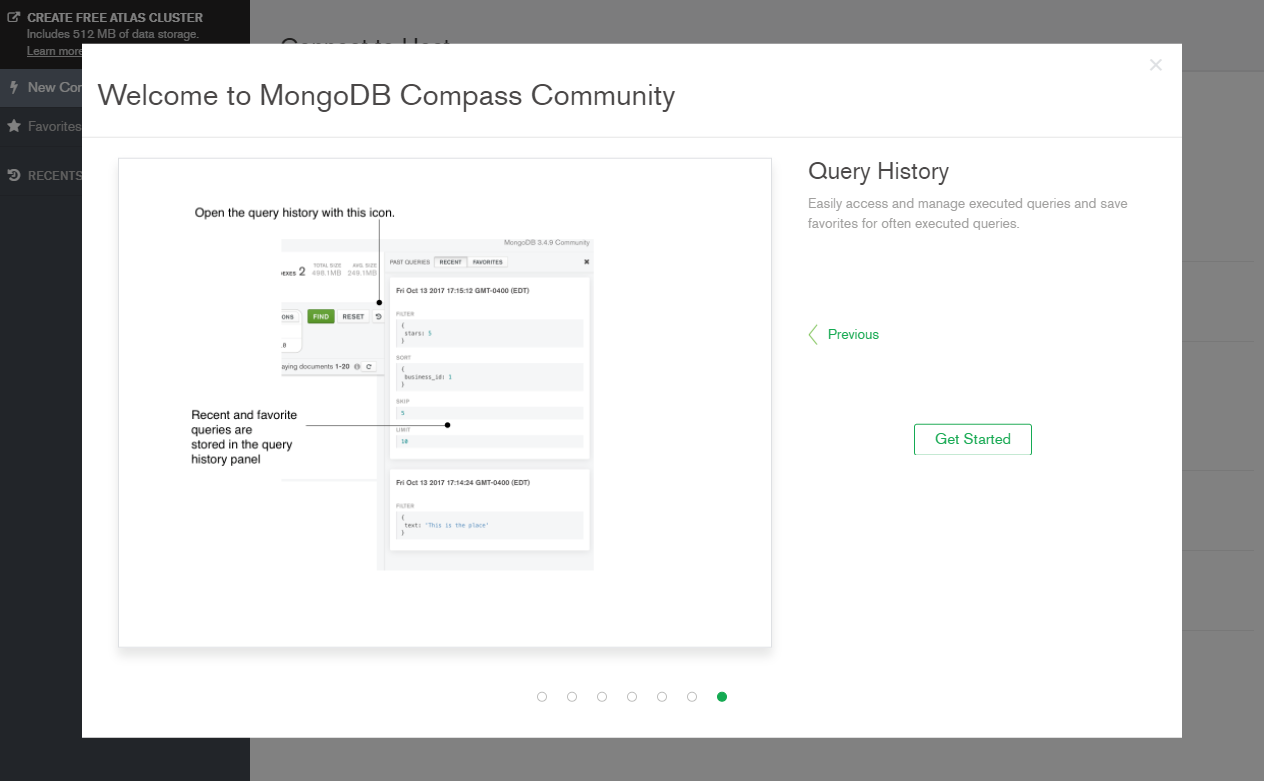 CREATE FREE ATLAS CLUSTER
Includes 512 MB of data storage.
Learn more
New Con
Favorites
RECENTS
Welcome to MongoDB Compass Community
Open the query history with this icon.
MongoDB 3.4.9 Community
EXES 2
TOTAL SIZE
498.1MB
AVG. SIZE
249.1MB
PAST QUERIES
RECENT
FAVORITES
Fri Oct 13 2017 17:15:12 GMT-0400 (EDT)
ONS
FIND
RESET
FILTER
{
stars: 5
}
aying documents 1-20
SORT
{
business_id: 1
}
SKIP
5
LIMIT
10
Recent and favorite
queries are
stored in the query
history panel
Fri Oct 13 2017 17:14:24 GMT-0400 (EDT)
FILTER
{
text: 'This is the place'
}
Query History
Easily access and manage executed queries and save
favorites for often executed queries.
Previous
Get Started